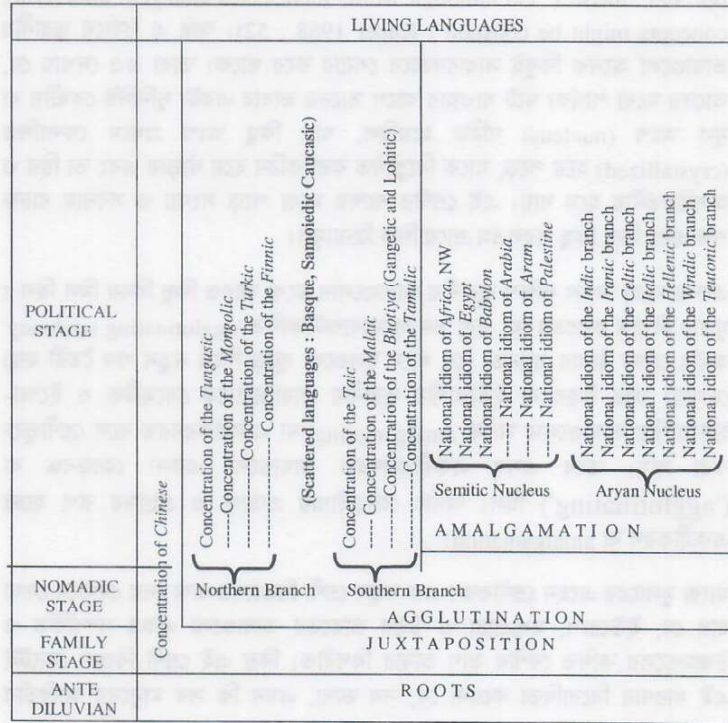 LIVING LANGUAGES
POLITICAL
STAGE
NOMADIC
STAGE
FAMILY
STAGE
ANTE
DILUVIAN
Concentration of Chinese
Concentration of the Tungusic
Concentration of the Mongolic
Concentration of the Turkic
Concentration of the Finnic
(Scattered languages : Basque, Samoiedic Caucasic)
Northern Branch
Concentration of the Taic
Concentration of the Malaic
Concentration of the Bhotiya (Gangetic and Lohitic)
Concentration of the Tamulic
Southern Branch
National idiom of Africa, NW
National idiom of Egypt
National idiom of Babylon
National idiom of Arabia
National idiom of Aram
National idiom of Palestine
Semitic Nucleus
National idiom of the Indic branch
National idiom of the Iranic branch
National idiom of the Celtic branch
National idiom of the Italic branch
National idiom of the Hellenic branch
National idiom of the Windic branch
National idiom of the Teutonic branch
Aryan Nucleus
AMALGAMATION
AGGLUTINATION
JUXTAPOSITION
ROOTS